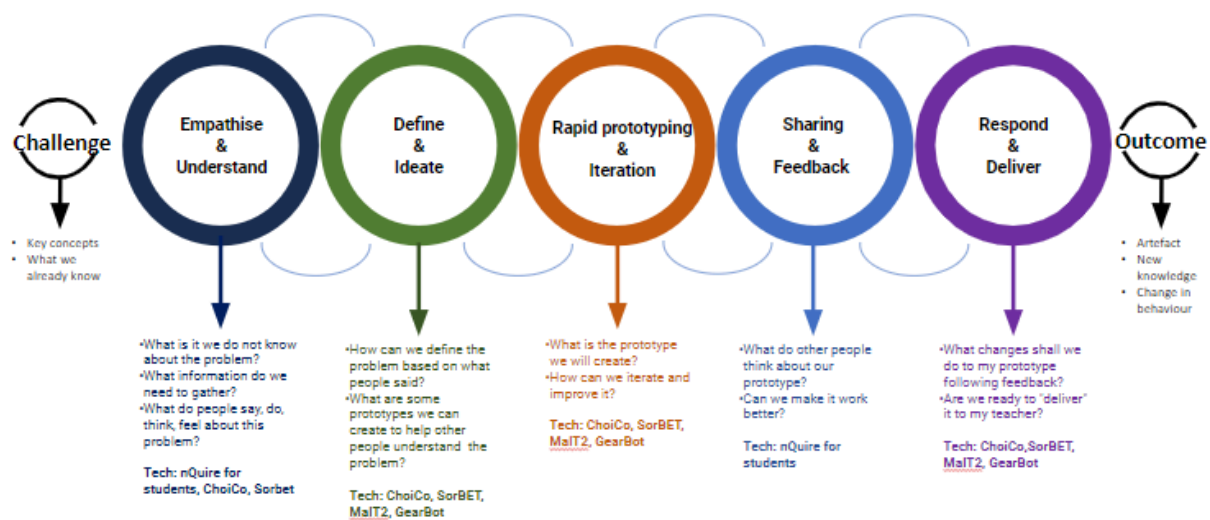 Challenge
• Key concepts
• What we
already know
Empathise
&
Understand
•What is it we do not know
about the problem?
•What information do we
need to gather?
•What do people say, do,
think, feel about this
problem?
Tech: nQuire for
students, ChoiCo, Sorbet
Define
&
Ideate
•How can we define the
problem based on what
people said?
•What are some
prototypes we can
create to help other
people understand the
problem?
Tech: ChoiCo, SorBET,
MaIT2, GearBot
Rapid prototyping
&
Iteration
•What is the prototype
we will create?
•How can we iterate and
improve it?
Tech: ChoiCo, SorBET,
MaIT2, GearBot
Sharing
&
Feedback
•What do other people
think about our
prototype?
•Can we make it work
better?
Tech: nQuire for
students
Respond
&
Deliver
•What changes shall we
do to my prototype
following feedback?
•Are we ready to "deliver"
it to my teacher?
Tech: ChoiCo,SorBET,
MaIT2, GearBot
Outcome
• Artefact
• New
knowledge
• Change in
behaviour